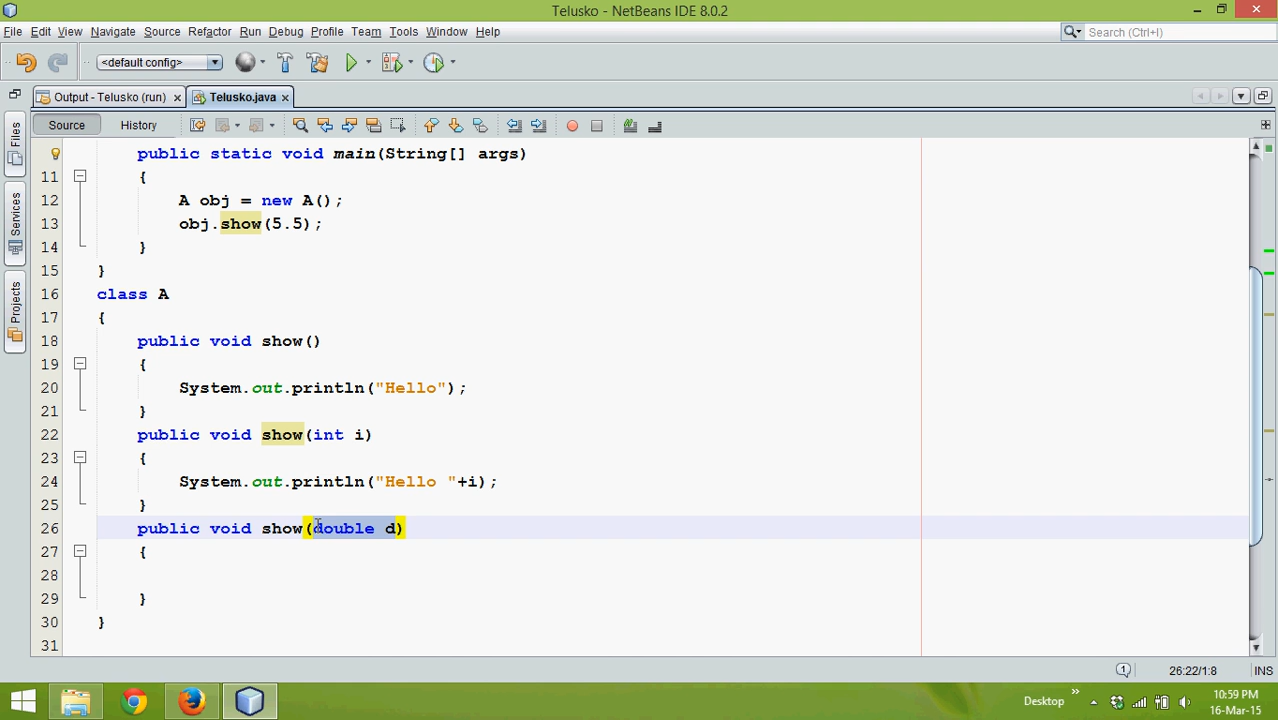 Telusko - NetBeans IDE 8.0.2
File Edit View Navigate Source Refactor Run Debug Profile Team Tools Window Help
Search (Ctrl+I)
<default config>
Output - Telusko (run) Telusko.java
Source History
Files
Services
Projects
public static void main(String[] args)
11 {
12 A obj = new A();
13 obj.show(5.5);
14 }
15 }
16 class A
17 {
18 public void show()
19 {
20 System.out.println("Hello");
21 }
22 public void show(int i)
23 {
24 System.out.println("Hello "+i);
25 }
26 public void show(double d)
27 {
28
29 }
30 }
31
1 26:22/1:8 INS
Desktop 10:59 PM
16-Mar-15